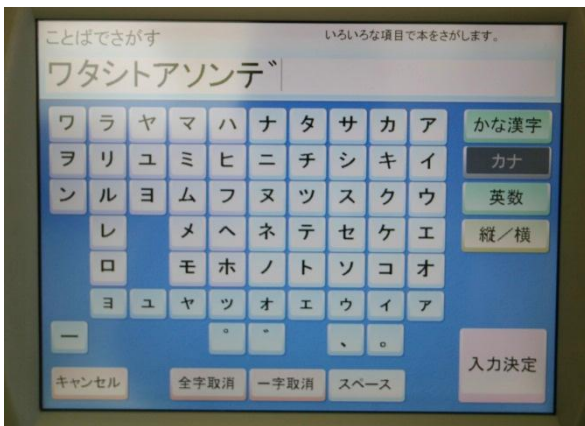 ことばでさがす いろいろな項目で本をさがします。
ワタシトアソンデ゛
ワ ラ ヤ マ ハ ナ タ サ カ ア かな漢字
ヲ リ ユ ミ ヒ ニ チ シ キ イ カナ
ン ル ヨ ム フ ヌ ツ ス ク ウ 英数
レ メ ヘ ネ テ セ ケ エ 縦／横
ロ モ ホ ノ ト ソ コ オ
ョ ュ ャ ッ ォ ェ ゥ ィ ァ
ー ゜ ゛ 、 。
キャンセル 全字取消 一字取消 スペース 入力決定